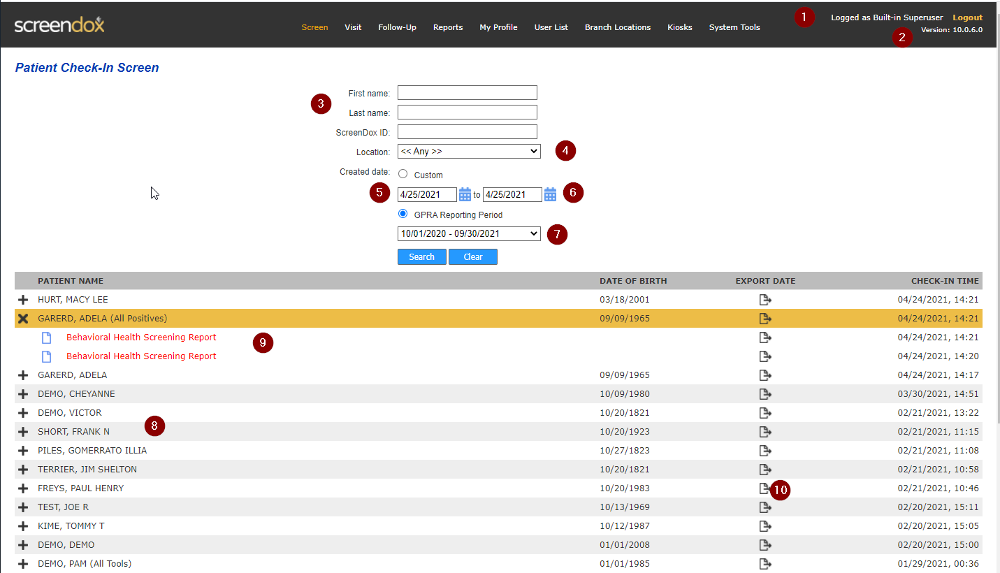 screendox
Screen Visit Follow-Up Reports My Profile User List Branch Locations Kiosks System Tools
1 Logged as Built-in Superuser Logout
2 Version: 10.0.6.0
Patient Check-In Screen
First name:
3
Last name:
ScreenDox ID:
Location: << Any >> 4
Created date: Custom
5 4/25/2021 to 4/25/2021 6
GPRA Reporting Period
10/01/2020 - 09/30/2021 7
Search Clear
PATIENT NAME DATE OF BIRTH EXPORT DATE CHECK-IN TIME
HURT, MACY LEE 03/18/2001 04/24/2021, 14:21
GARERD, ADELA (All Positives) 09/09/1965 04/24/2021, 14:21
Behavioral Health Screening Report 9 04/24/2021, 14:21
Behavioral Health Screening Report 04/24/2021, 14:20
GARERD, ADELA 09/09/1965 04/24/2021, 14:17
DEMO, CHEYANNE 10/09/1980 03/30/2021, 14:51
DEMO, VICTOR 10/20/1821 02/21/2021, 13:22
8
SHORT, FRANK N 10/20/1923 02/21/2021, 11:15
PILES, GOMERRATO ILLIA 10/27/1823 02/21/2021, 11:08
TERRIER, JIM SHELTON 10/20/1821 02/21/2021, 10:58
FREYS, PAUL HENRY 10/20/1983 10 02/21/2021, 10:46
TEST, JOE R 10/13/1969 02/20/2021, 15:11
KIME, TOMMY T 10/12/1987 02/20/2021, 15:05
DEMO, DEMO 01/01/2008 02/20/2021, 15:00
DEMO, PAM (All Tools) 01/01/1985 01/29/2021, 00:36